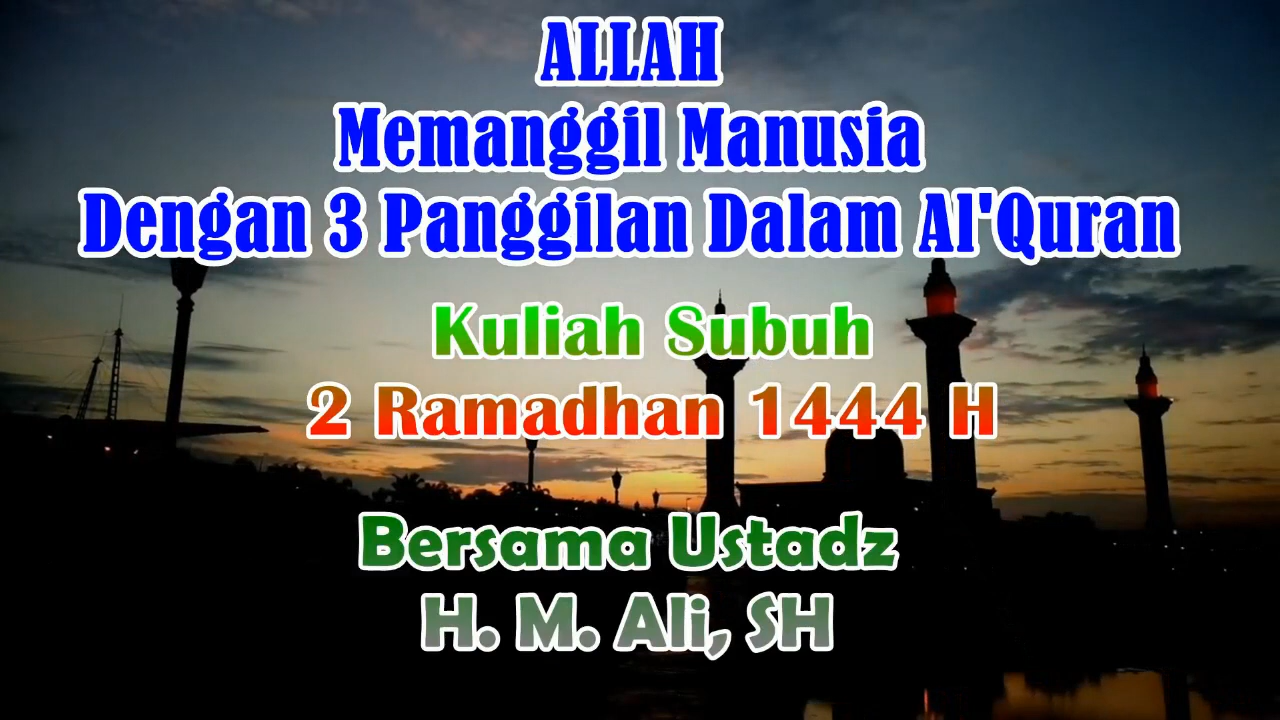 ALLAH
Memanggil Manusia
Dengan 3 Panggilan Dalam Al'Quran
Kuliah Subuh
2 Ramadhan 1444 H
Bersama Ustadz
H. M. Ali, SH